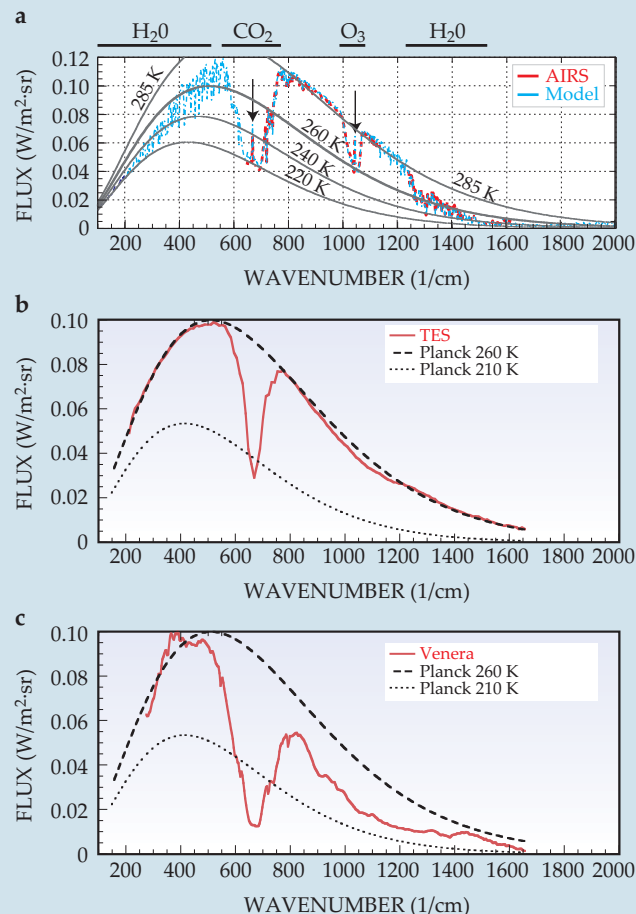 a
H₂0 CO₂ O₃ H₂0
0.12
0.10
0.08
0.06
0.04
0.02
0
FLUX (W/m²·sr)
285 K
260 K
240 K
220 K
285 K
AIRS
Model
200 400 600 800 1000 1200 1400 1600 1800 2000
WAVENUMBER (1/cm)
b
0.10
0.08
0.06
0.04
0.02
0
FLUX (W/m²·sr)
TES
Planck 260 K
Planck 210 K
200 400 600 800 1000 1200 1400 1600 1800 2000
WAVENUMBER (1/cm)
c
0.10
0.08
0.06
0.04
0.02
0
FLUX (W/m²·sr)
Venera
Planck 260 K
Planck 210 K
200 400 600 800 1000 1200 1400 1600 1800 2000
WAVENUMBER (1/cm)